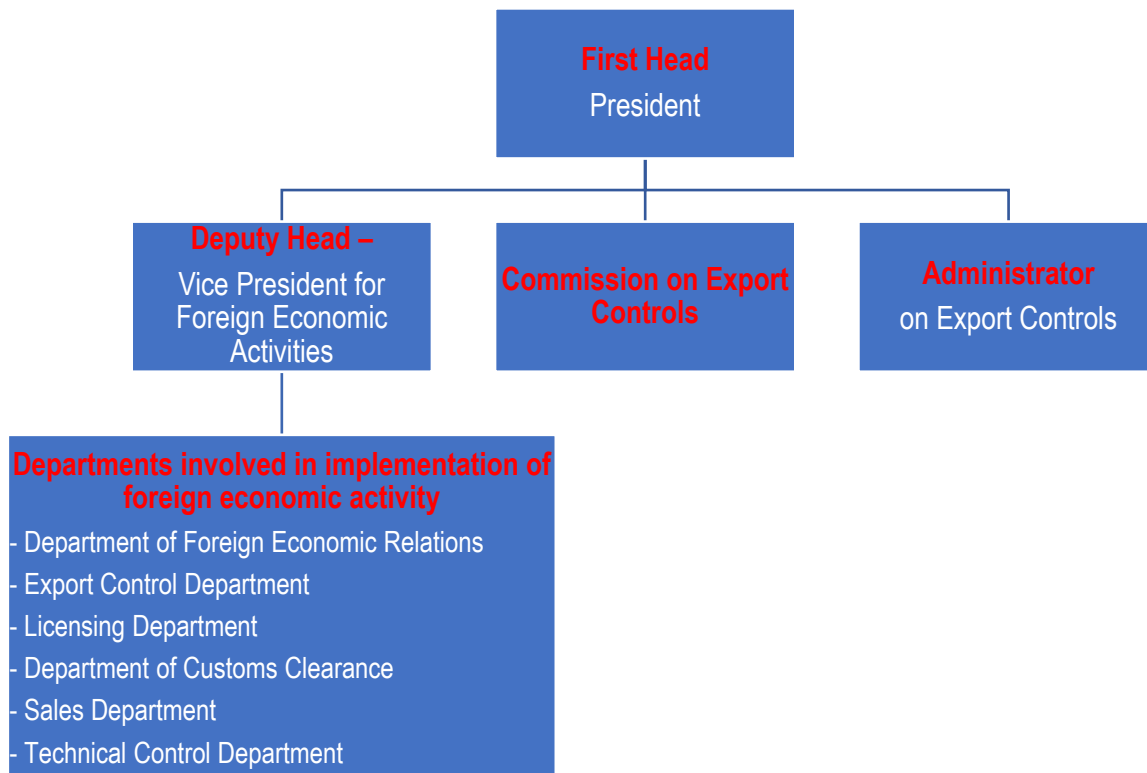 First Head
President
Deputy Head –
Vice President for
Foreign Economic
Activities
Commission on Export
Controls
Administrator
on Export Controls
Departments involved in implementation of
foreign economic activity
- Department of Foreign Economic Relations
- Export Control Department
- Licensing Department
- Department of Customs Clearance
- Sales Department
- Technical Control Department